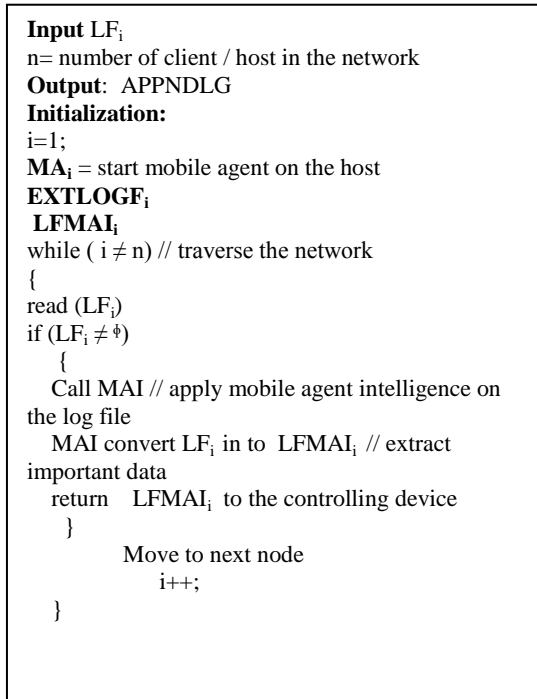 Input LFi
n= number of client / host in the network
Output: APPNDLG
Initialization:
i=1;
MAi = start mobile agent on the host
EXTLOGFi
LFMAIi
while ( i ≠ n) // traverse the network
{
read (LFi)
if (LFi ≠ ϕ)
{
Call MAI // apply mobile agent intelligence on
the log file
MAI convert LFi in to LFMAIi // extract
important data
return LFMAIi to the controlling device
}
Move to next node
i++;
}